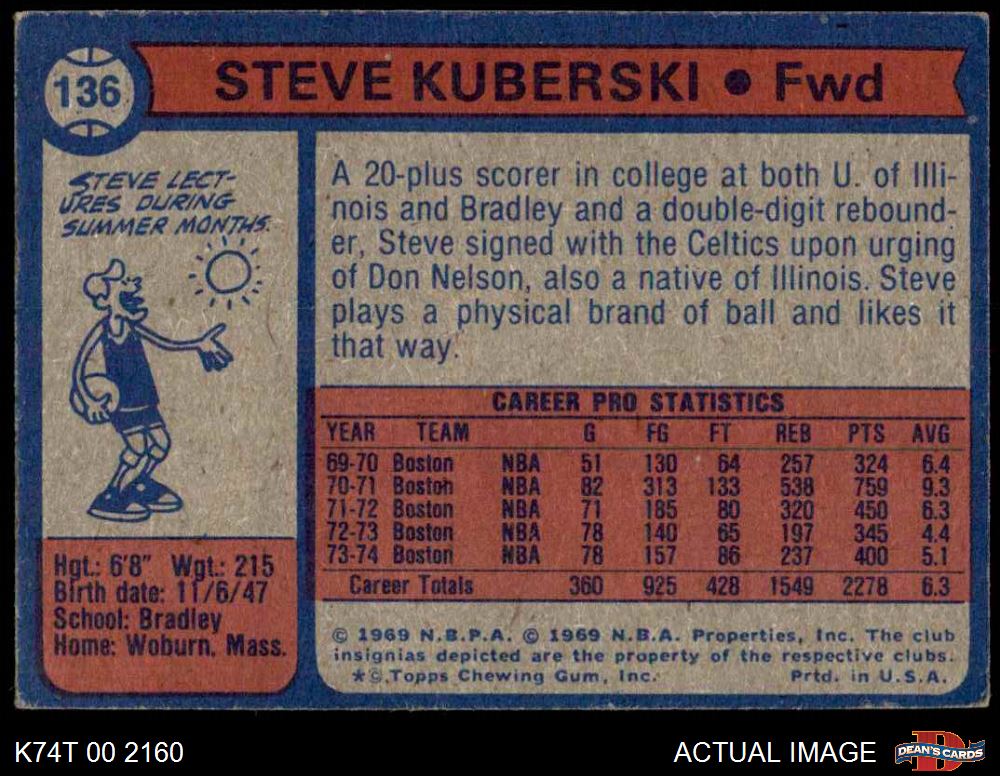 136
STEVE KUBERSKI • Fwd
STEVE LECT-
URES DURING
SUMMER MONTHS.
A 20-plus scorer in college at both U. of Illi-
nois and Bradley and a double-digit rebound-
er, Steve signed with the Celtics upon urging
of Don Nelson, also a native of Illinois. Steve
plays a physical brand of ball and likes it
that way.
CAREER PRO STATISTICS
YEAR TEAM G FG FT REB PTS AVG
69-70 Boston NBA 51 130 64 257 324 6.4
70-71 Boston NBA 82 313 133 538 759 9.3
71-72 Boston NBA 71 185 80 320 450 6.3
72-73 Boston NBA 78 140 65 197 345 4.4
73-74 Boston NBA 78 157 86 237 400 5.1
Career Totals 360 925 428 1549 2278 6.3
Hgt.: 6'8" Wgt.: 215
Birth date: 11/6/47
School: Bradley
Home: Woburn, Mass.
© 1969 N.B.P.A. © 1969 N.B.A. Properties, Inc. The club
insignias depicted are the property of the respective clubs.
*© Topps Chewing Gum, Inc. Prtd. in U.S.A.
K74T 00 2160
ACTUAL IMAGE
DEAN'S CARDS